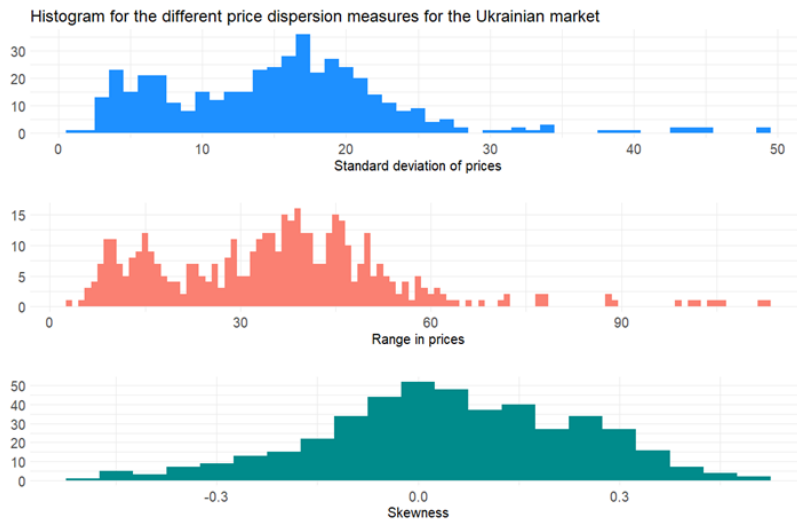 Histogram for the different price dispersion measures for the Ukrainian market
30
20
10
0
0 10 20 30 40 50
Standard deviation of prices
15
10
5
0
0 30 60 90
Range in prices
50
40
30
20
10
0
-0.3 0.0 0.3
Skewness